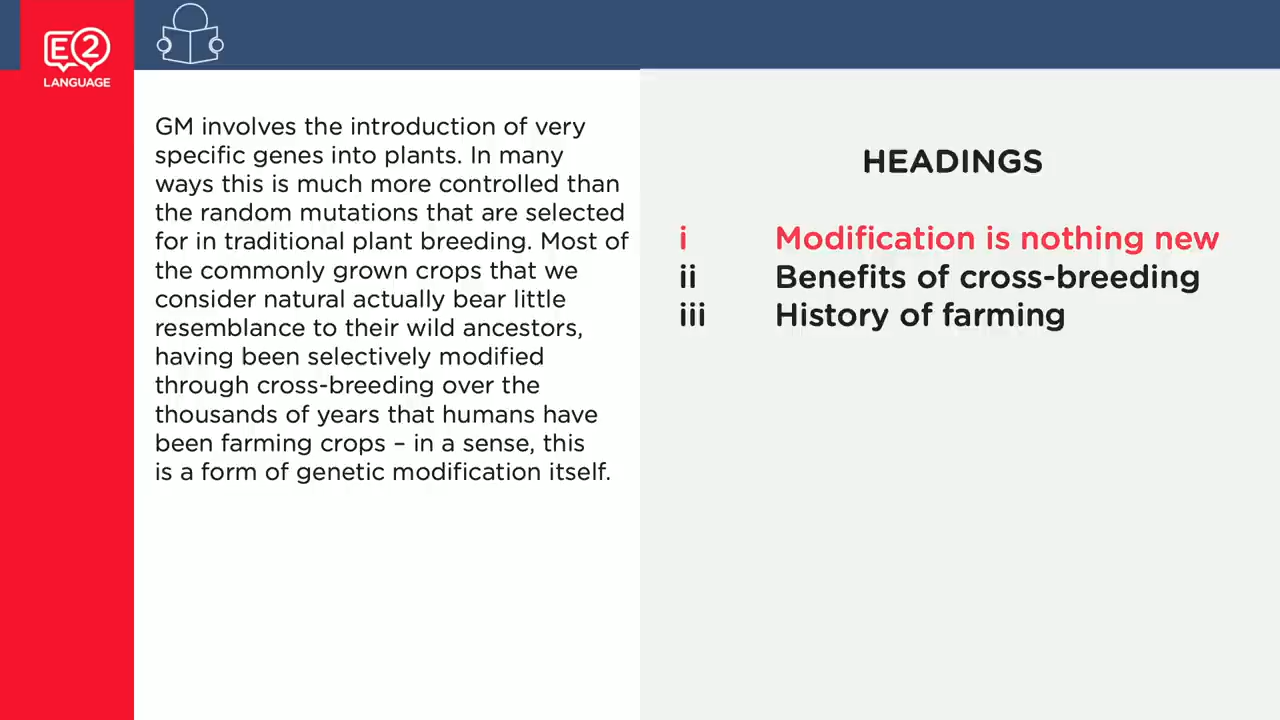 E2
LANGUAGE
GM involves the introduction of very
specific genes into plants. In many
ways this is much more controlled than
the random mutations that are selected
for in traditional plant breeding. Most of
the commonly grown crops that we
consider natural actually bear little
resemblance to their wild ancestors,
having been selectively modified
through cross-breeding over the
thousands of years that humans have
been farming crops – in a sense, this
is a form of genetic modification itself.
HEADINGS
i Modification is nothing new
ii Benefits of cross-breeding
iii History of farming